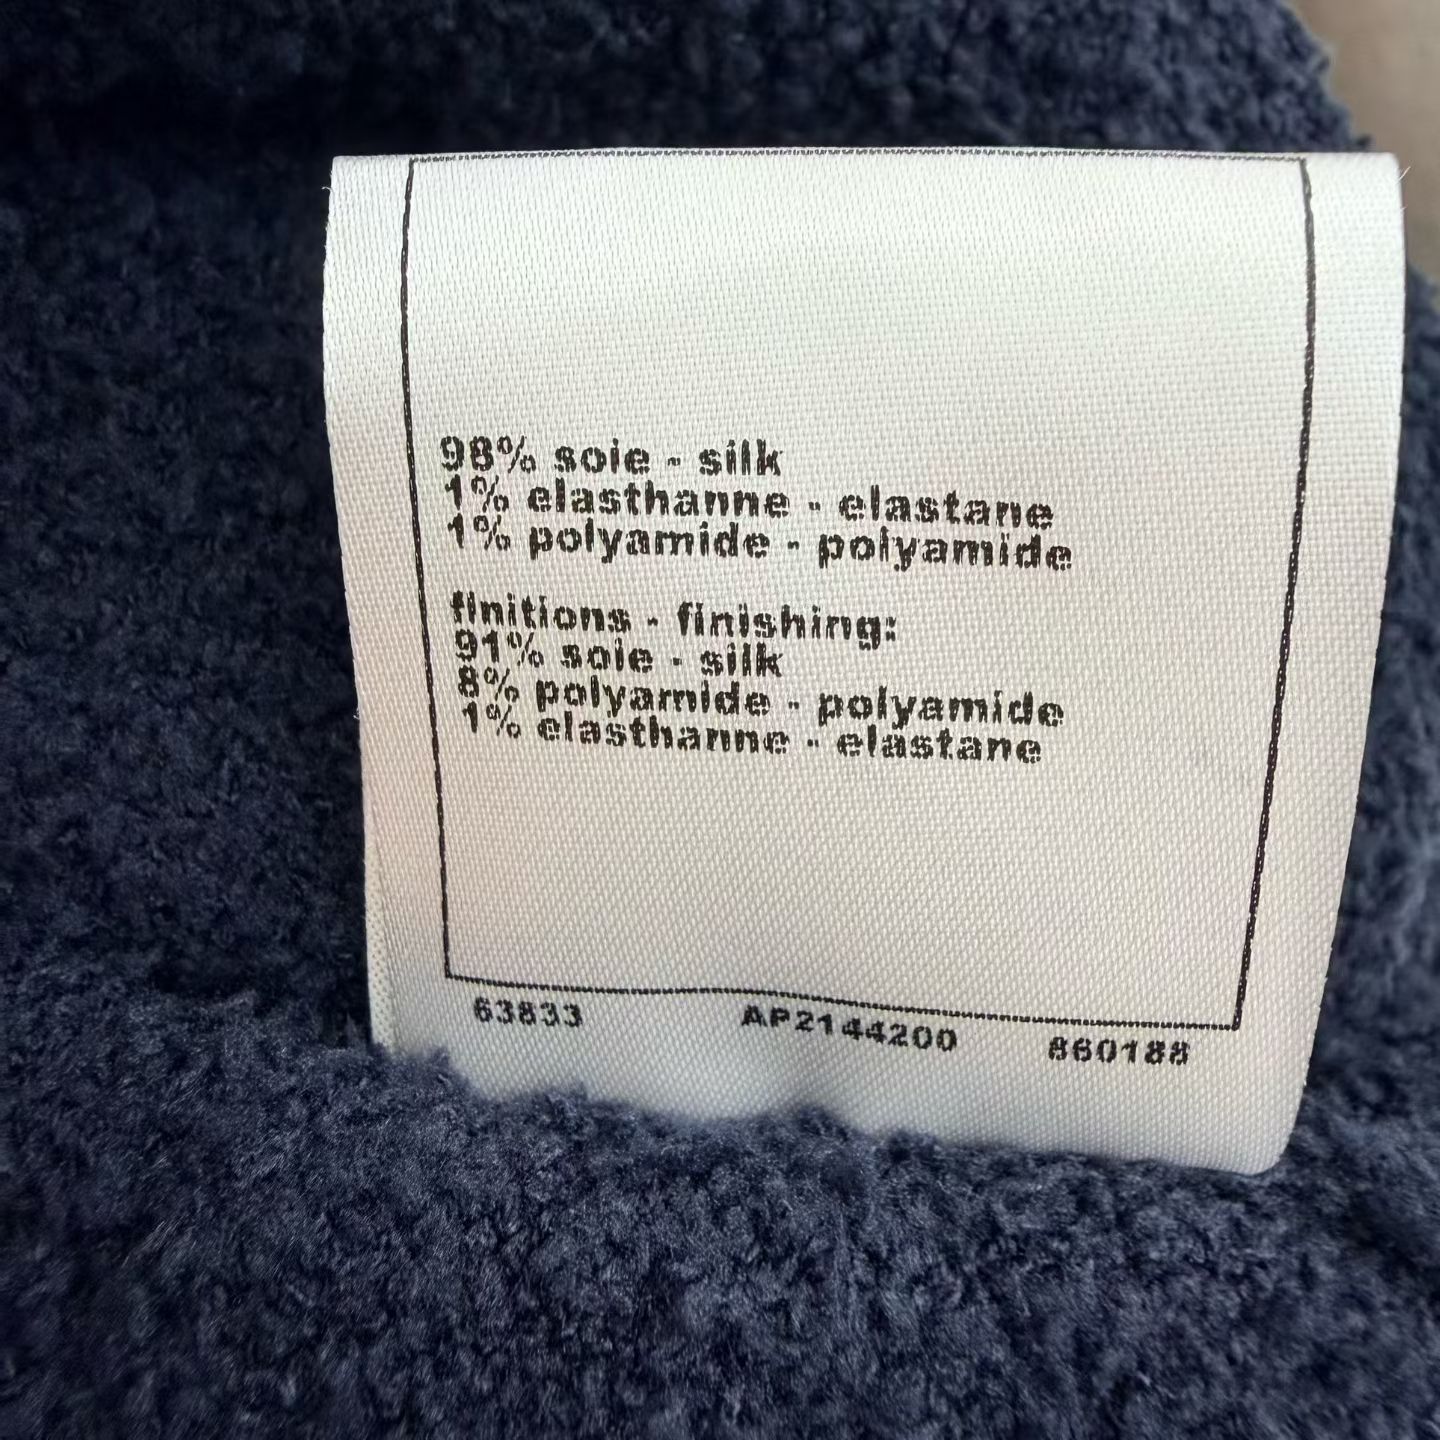 98% soie - silk
1% elasthanne - elastane
1% polyamide - polyamide
finitions - finishing:
91% soie - silk
8% polyamide - polyamide
1% elasthanne - elastane
63833 AP2144200 860188